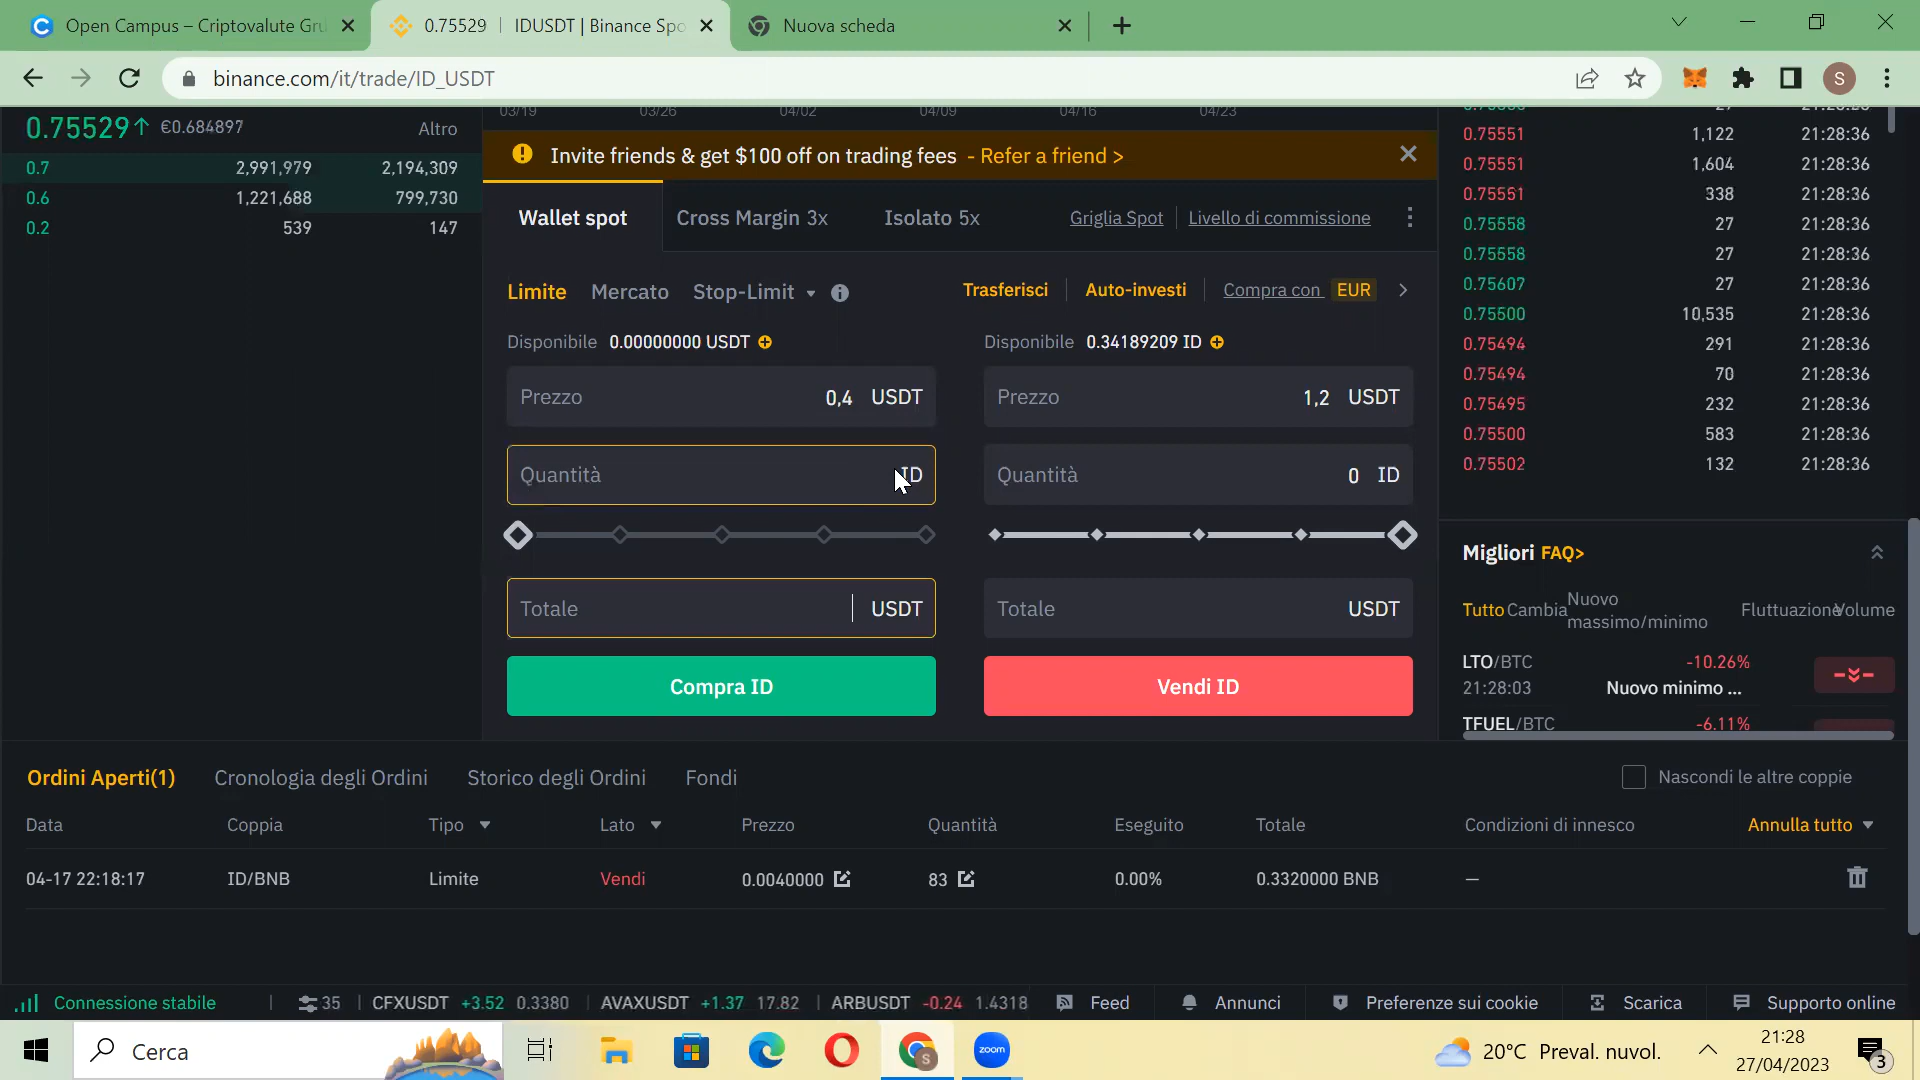 Open Campus – Criptovalute Gru
0.75529 | IDUSDT | Binance Spo
Nuova scheda
binance.com/it/trade/ID_USDT
S
0.75529↑ €0.684897 Altro
0.7 2,991,979 2,194,309
0.6 1,221,688 799,730
0.2 539 147
03/19 03/26 04/02 04/09 04/16 04/23
Invite friends & get $100 off on trading fees - Refer a friend >
Wallet spot Cross Margin 3x Isolato 5x Griglia Spot Livello di commissione
Limite Mercato Stop-Limit Trasferisci Auto-investi Compra con EUR
Disponibile 0.00000000 USDT
Prezzo 0,4 USDT
Quantità ID
Totale USDT
Compra ID
Disponibile 0.34189209 ID
Prezzo 1,2 USDT
Quantità 0 ID
Totale USDT
Vendi ID
0.75551 1,122 21:28:36
0.75551 1,604 21:28:36
0.75551 338 21:28:36
0.75558 27 21:28:36
0.75558 27 21:28:36
0.75607 27 21:28:36
0.75500 10,535 21:28:36
0.75494 291 21:28:36
0.75494 70 21:28:36
0.75495 232 21:28:36
0.75500 583 21:28:36
0.75502 132 21:28:36
Migliori FAQ>
Tutto Cambia Nuovo massimo/minimo Fluttuazione Volume
LTO/BTC -10.26%
21:28:03 Nuovo minimo ...
TFUEL/BTC -6.11%
Ordini Aperti(1) Cronologia degli Ordini Storico degli Ordini Fondi Nascondi le altre coppie
Data Coppia Tipo Lato Prezzo Quantità Eseguito Totale Condizioni di innesco Annulla tutto
04-17 22:18:17 ID/BNB Limite Vendi 0.0040000 83 0.00% 0.3320000 BNB —
Connessione stabile 35 CFXUSDT +3.52 0.3380 AVAXUSDT +1.37 17.82 ARBUSDT -0.24 1.4318 Feed Annunci Preferenze sui cookie Scarica Supporto online
Cerca
zoom
20°C Preval. nuvol.
21:28
27/04/2023
3